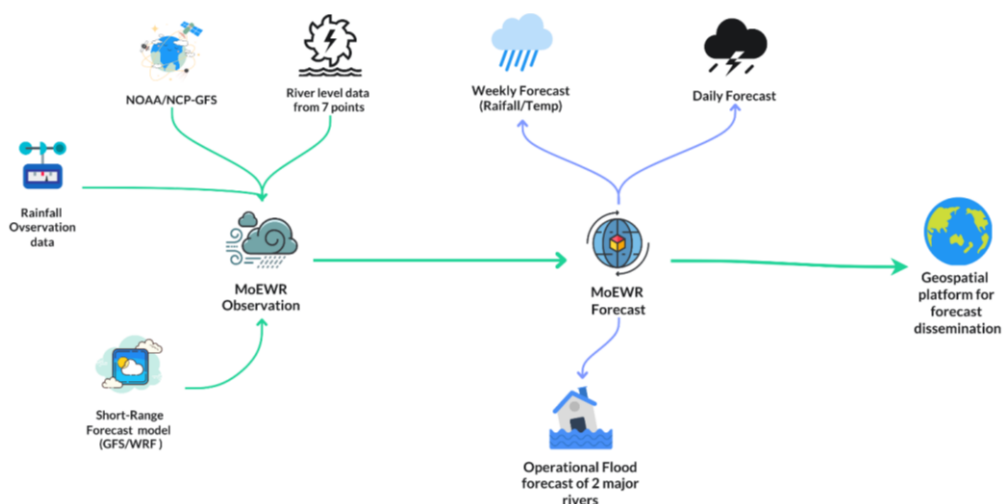 NOAA/NCP-GFS
River level data
from 7 points
Weekly Forecast
(Raifall/Temp)
Daily Forecast
Rainfall
Ovservation
data
MoEWR
Observation
MoEWR
Forecast
Geospatial
platform for
forecast
dissemination
Short-Range
Forecast model
(GFS/WRF )
Operational Flood
forecast of 2 major
rivers